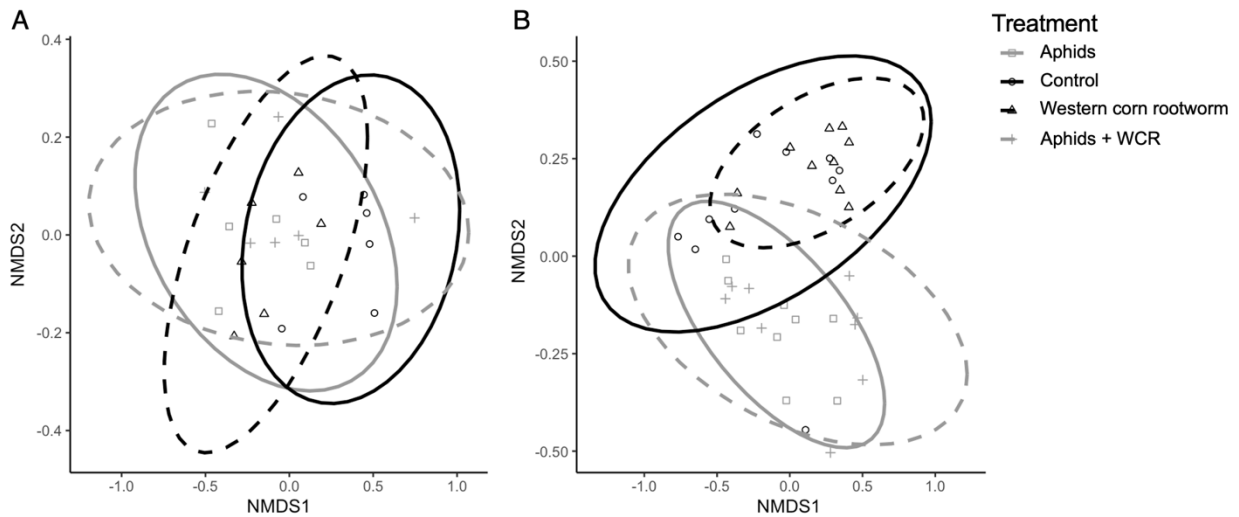 A
0.4
0.2
0.0
-0.2
-0.4
NMDS2
-1.0 -0.5 0.0 0.5 1.0
NMDS1
B
0.50
0.25
0.00
-0.25
-0.50
NMDS2
-1.0 -0.5 0.0 0.5 1.0
NMDS1
Treatment
Aphids
Control
Western corn rootworm
Aphids + WCR